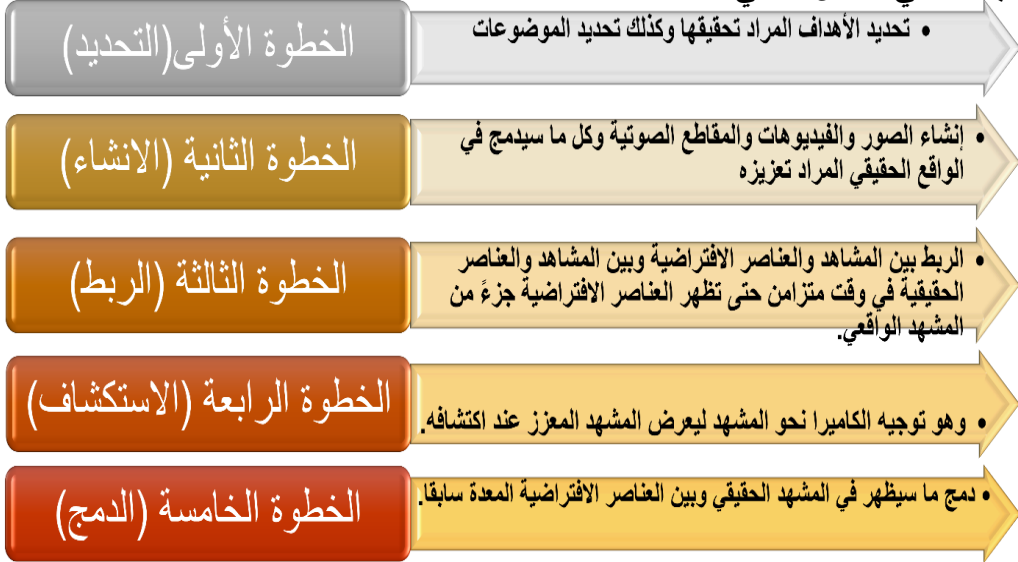 الخطوة الأولى(التحديد)
• تحديد الأهداف المراد تحقيقها وكذلك تحديد الموضوعات
الخطوة الثانية (الانشاء)
• إنشاء الصور والفيديوهات والمقاطع الصوتية وكل ما سيدمج في
الواقع الحقيقي المراد تعزيزه
الخطوة الثالثة (الربط)
• الربط بين المشاهد والعناصر الافتراضية وبين المشاهد والعناصر
الحقيقية في وقت متزامن حتى تظهر العناصر الافتراضية جزءً من
المشهد الواقعي.
الخطوة الرابعة (الاستكشاف)
• وهو توجيه الكاميرا نحو المشهد ليعرض المشهد المعزز عند اكتشافه.
الخطوة الخامسة (الدمج)
• دمج ما سيظهر في المشهد الحقيقي وبين العناصر الافتراضية المعدة سابقا.